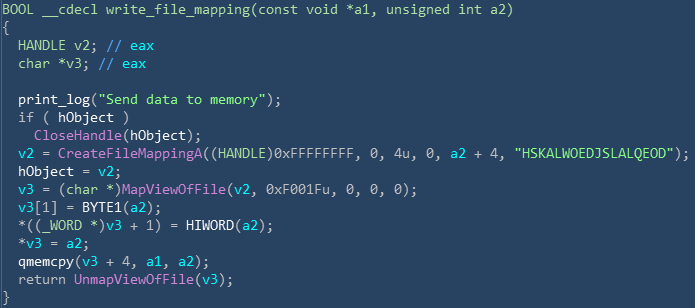 BOOL __cdecl write_file_mapping(const void *a1, unsigned int a2)
{
  HANDLE v2; // eax
  char *v3; // eax

  print_log("Send data to memory");
  if ( hObject )
    CloseHandle(hObject);
  v2 = CreateFileMappingA((HANDLE)0xFFFFFFFF, 0, 4u, 0, a2 + 4, "HSKALWOEDJSLALQEOD");
  hObject = v2;
  v3 = (char *)MapViewOfFile(v2, 0xF001Fu, 0, 0, 0);
  v3[1] = BYTE1(a2);
  *((_WORD *)v3 + 1) = HIWORD(a2);
  *v3 = a2;
  qmemcpy(v3 + 4, a1, a2);
  return UnmapViewOfFile(v3);
}